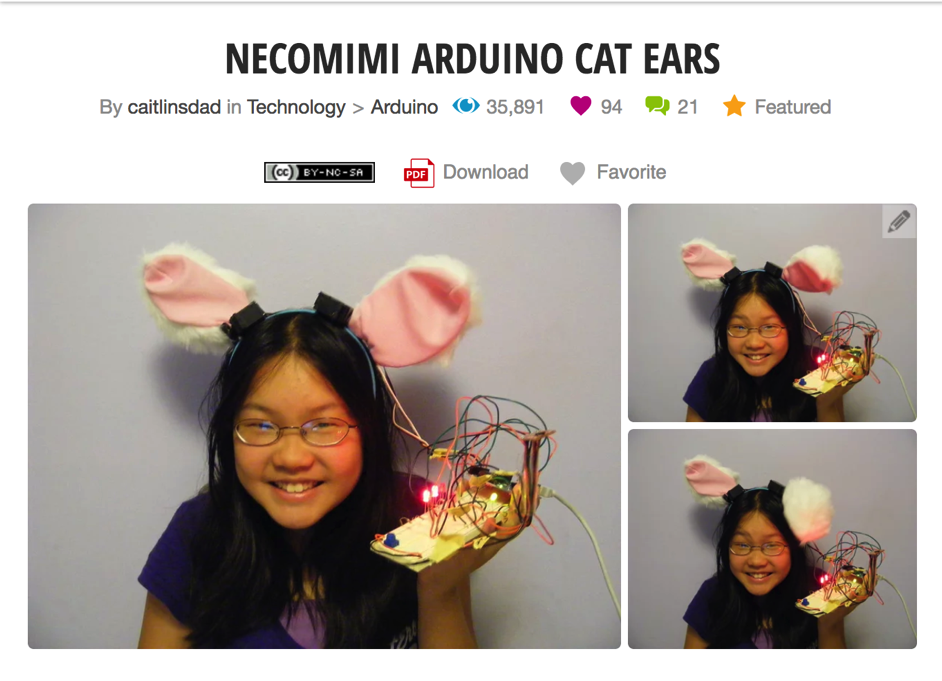 NECOMIMI ARDUINO CAT EARS
By caitlinsdad in Technology > Arduino 35,891 94 21 Featured
(cc) BY-NC-SA PDF Download Favorite